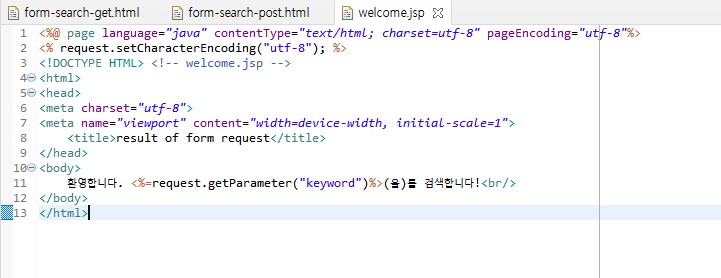 form-search-get.html form-search-post.html welcome.jsp
1 <%@ page language="java" contentType="text/html; charset=utf-8" pageEncoding="utf-8"%>
2 <% request.setCharacterEncoding("utf-8"); %>
3 <!DOCTYPE HTML> <!-- welcome.jsp -->
4 <html>
5 <head>
6 <meta charset="utf-8">
7 <meta name="viewport" content="width=device-width, initial-scale=1">
8 <title>result of form request</title>
9 </head>
10 <body>
11 환영합니다. <%=request.getParameter("keyword")%>(을)를 검색합니다!<br/>
12 </body>
13 </html>